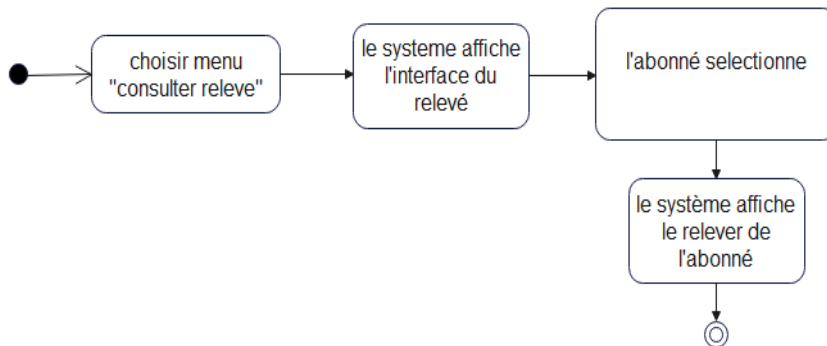 choisir menu
"consulter releve"
le systeme affiche
l'interface du
relevé
l'abonné selectionne
le système affiche
le relever de
l'abonné